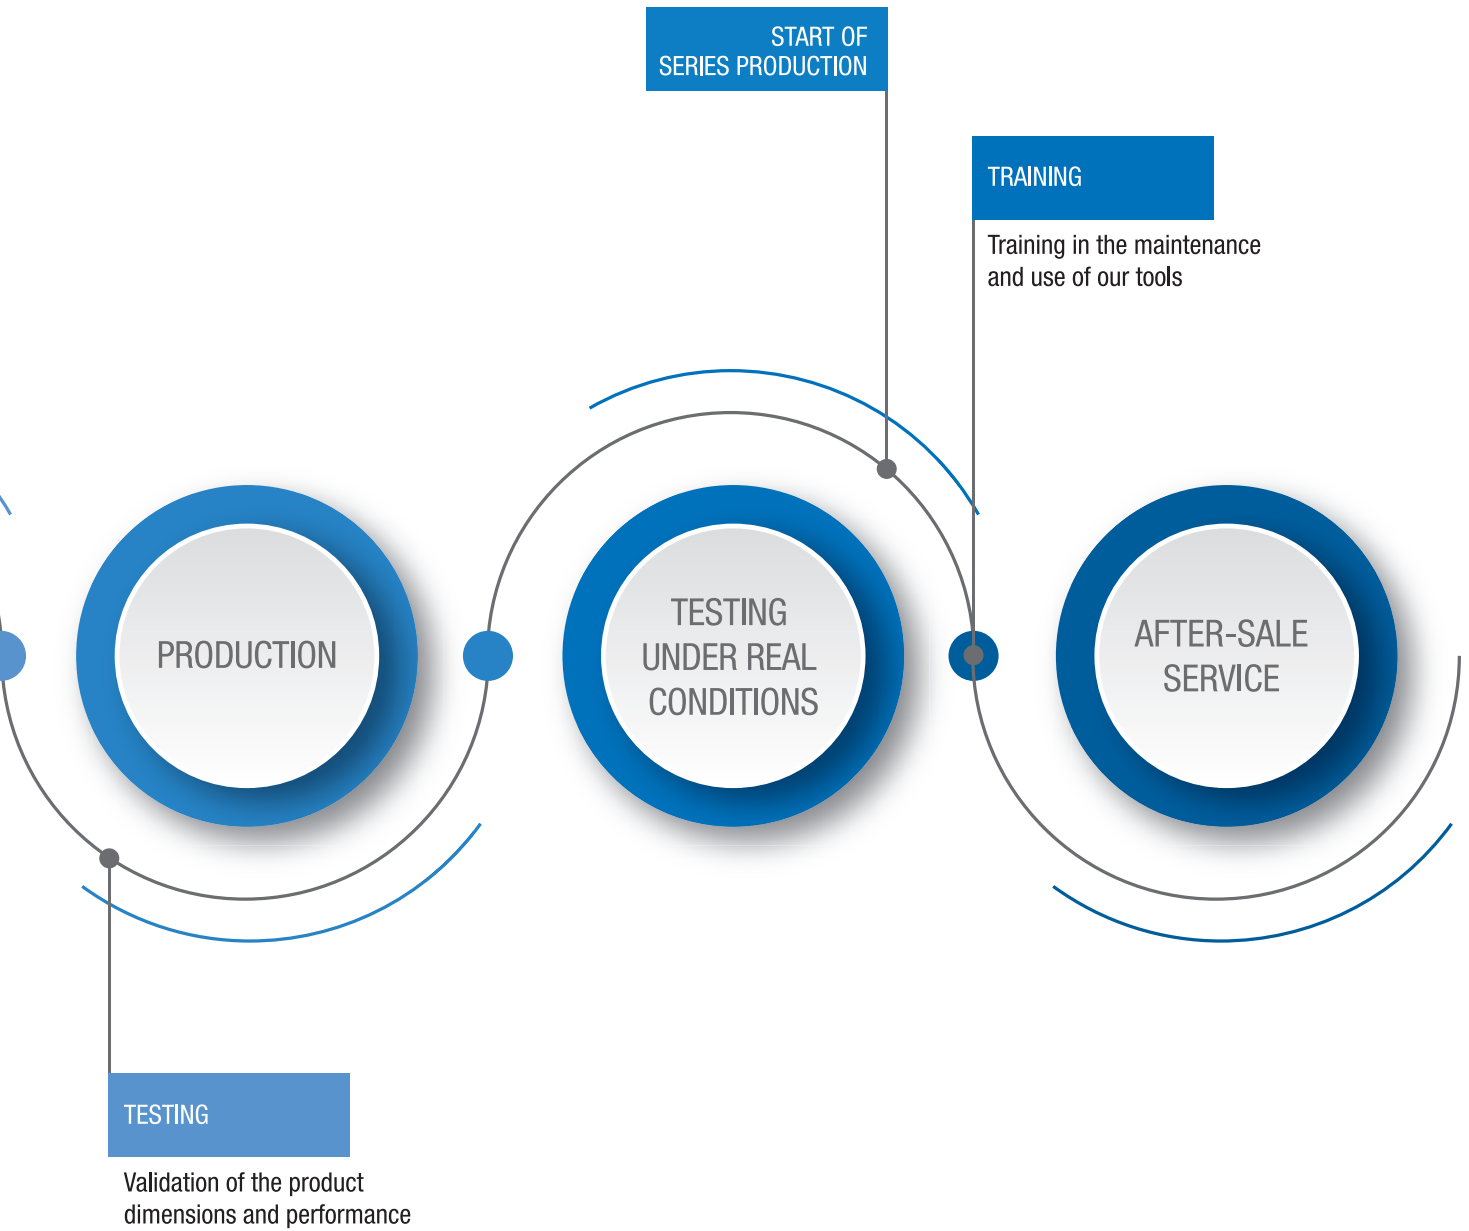 START OF
SERIES PRODUCTION
TRAINING
Training in the maintenance
and use of our tools
PRODUCTION
TESTING
UNDER REAL
CONDITIONS
AFTER-SALE
SERVICE
TESTING
Validation of the product
dimensions and performance